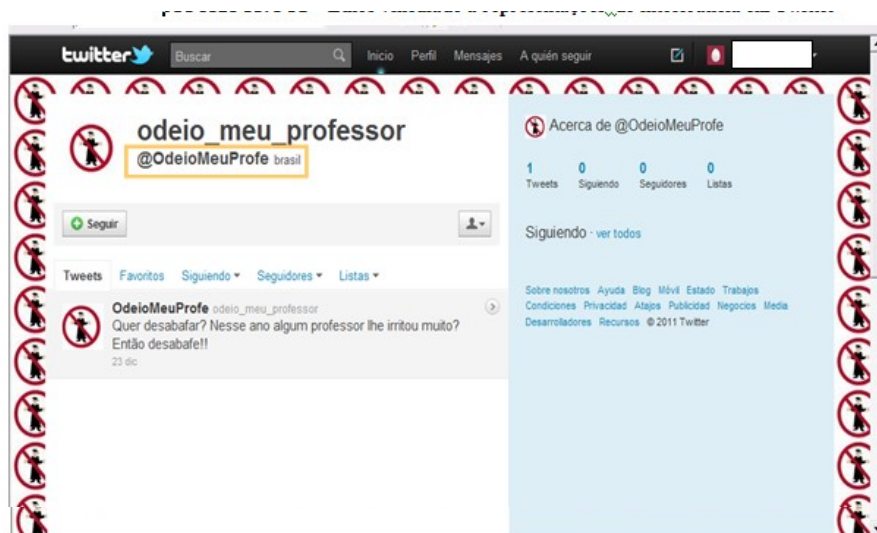 twitter
Buscar
Inicio Perfil Mensajes A quién seguir
odeio_meu_professor
@OdeioMeuProfe brasil
Seguir
Tweets Favoritos Siguiendo Seguidores Listas
OdeioMeuProfe odeio_meu_professor
Quer desabafar? Nesse ano algum professor lhe irritou muito?
Então desabafe!!
23 dic
Acerca de @OdeioMeuProfe
1 0 0 0
Tweets Siguiendo Seguidores Listas
Siguiendo · ver todos
Sobre nosotros Ayuda Blog Móvil Estado Trabajos
Condiciones Privacidad Atajos Publicidad Negocios Media
Desarrolladores Recursos © 2011 Twitter